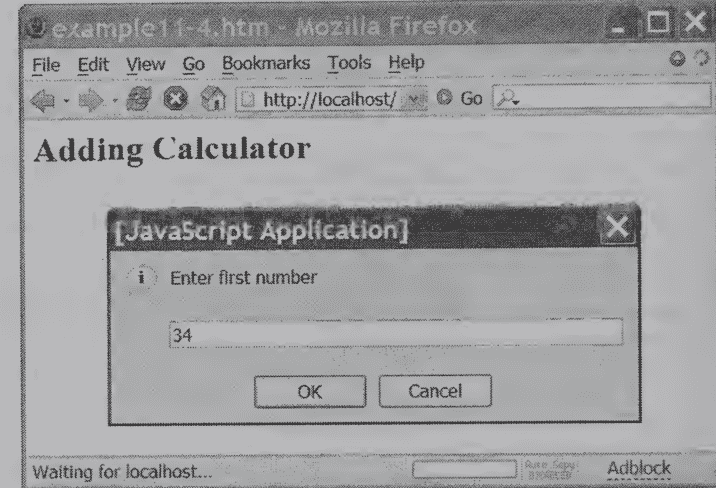 example11-4.htm - Mozilla Firefox
File Edit View Go Bookmarks Tools Help
http://localhost/ Go
Adding Calculator
[JavaScript Application]
i Enter first number
34
OK Cancel
Waiting for localhost... Adblock